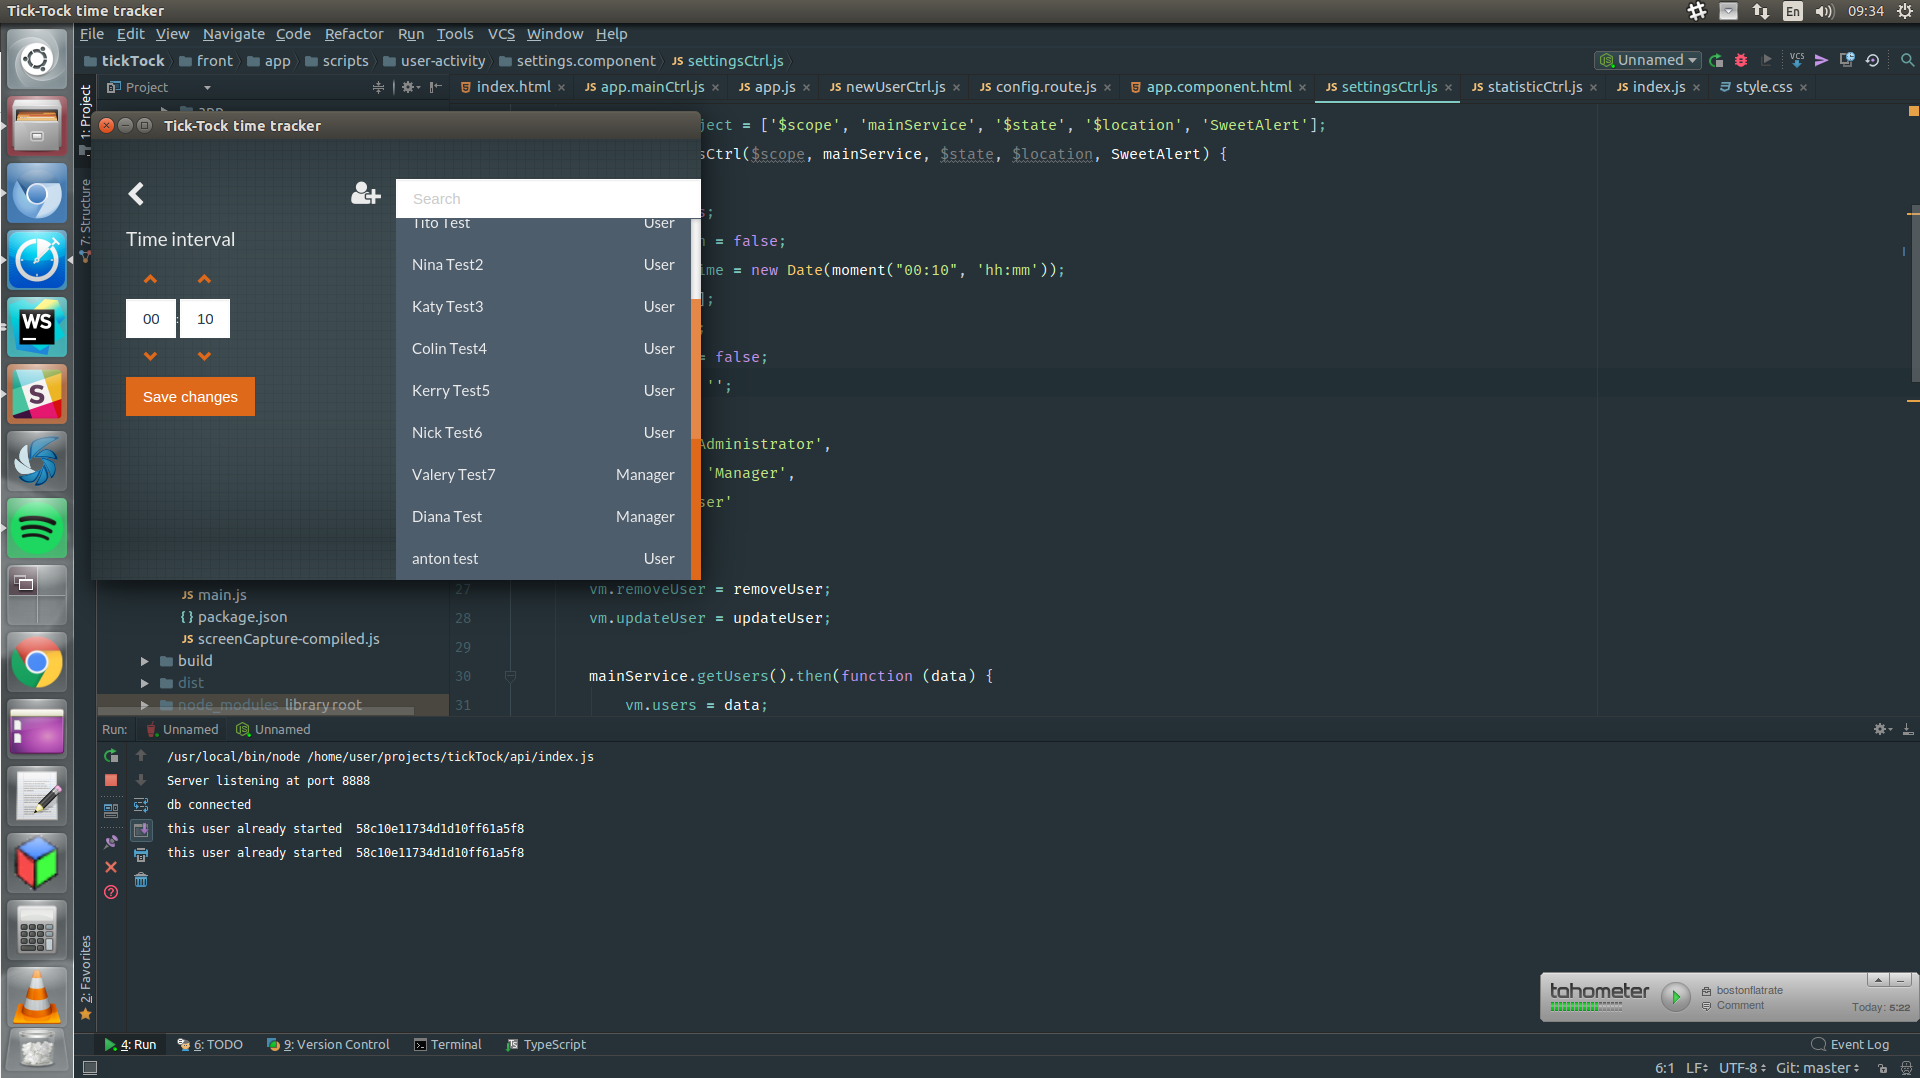 Tick-Tock time tracker
En
09:34
File Edit View Navigate Code Refactor Run Tools VCS Window Help
tickTock front app scripts user-activity settings.component settingsCtrl.js
Unnamed
VCS
Project
index.html app.mainCtrl.js app.js newUserCtrl.js config.route.js app.component.html settingsCtrl.js statisticCtrl.js index.js style.css
1: Project
7: Structure
2: Favorites
Tick-Tock time tracker
Search
Time interval
00 : 10
Save changes
Tito Test User
Nina Test2 User
Katy Test3 User
Colin Test4 User
Kerry Test5 User
Nick Test6 User
Valery Test7 Manager
Diana Test Manager
anton test User
ject = ['$scope', 'mainService', '$state', '$location', 'SweetAlert'];
sCtrl($scope, mainService, $state, $location, SweetAlert) {
s;
= false;
ime = new Date(moment("00:10", 'hh:mm'));
];
;
= false;
'';
Administrator',
'Manager',
ser'
27 vm.removeUser = removeUser;
28 vm.updateUser = updateUser;
29
30 mainService.getUsers().then(function (data) {
31 vm.users = data;
main.js
package.json
screenCapture-compiled.js
build
dist
node_modules library root
Run: Unnamed Unnamed
/usr/local/bin/node /home/user/projects/tickTock/api/index.js
Server listening at port 8888
db connected
this user already started 58c10e11734d1d10ff61a5f8
this user already started 58c10e11734d1d10ff61a5f8
WS
S
tahometer
bostonflatrate
Comment
Today: 5:22
4: Run 6: TODO 9: Version Control Terminal TypeScript
Event Log
6:1 LF UTF-8 Git: master